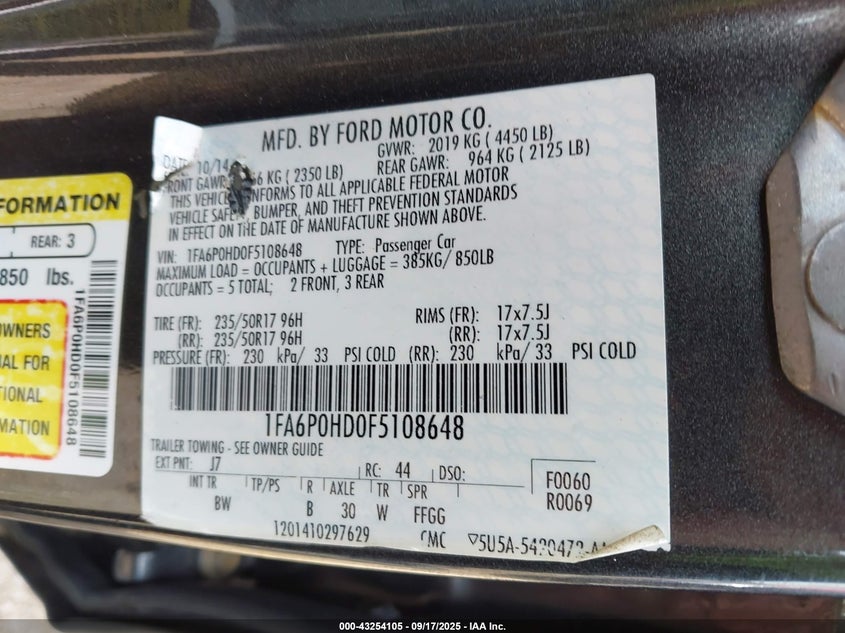 FORMATION
REAR: 3
850 lbs.
1FA6P0HD0F5108648
OWNERS
FOR
MFD. BY FORD MOTOR CO.
DATE: 10/14
GVWR: 2019 KG ( 4450 LB)
FRONT GAWR: KG ( 2350 LB)
REAR GAWR: 964 KG ( 2125 LB)
THIS VEHICLE CONFORMS TO ALL APPLICABLE FEDERAL MOTOR
VEHICLE SAFETY, BUMPER, AND THEFT PREVENTION STANDARDS
IN EFFECT ON THE DATE OF MANUFACTURE SHOWN ABOVE.
VIN: 1FA6P0HD0F5108648 TYPE: Passenger Car
MAXIMUM LOAD = OCCUPANTS + LUGGAGE = 385KG/ 850LB
OCCUPANTS = 5 TOTAL; 2 FRONT, 3 REAR
TIRE (FR): 235/50R17 96H RIMS (FR): 17x7.5J
(RR): 235/50R17 96H (RR): 17x7.5J
PRESSURE (FR): 230 kPa/ 33 PSI COLD (RR): 230 kPa/ 33 PSI COLD
1FA6P0HD0F5108648
TRAILER TOWING - SEE OWNER GUIDE
EXT PNT: J7 RC: 44 DSO: F0060
INT TR TP/PS R AXLE TR SPR R0069
BW B 30 W FFGG
1201410297629
000-43254105 - 09/17/2025 - IAA Inc.